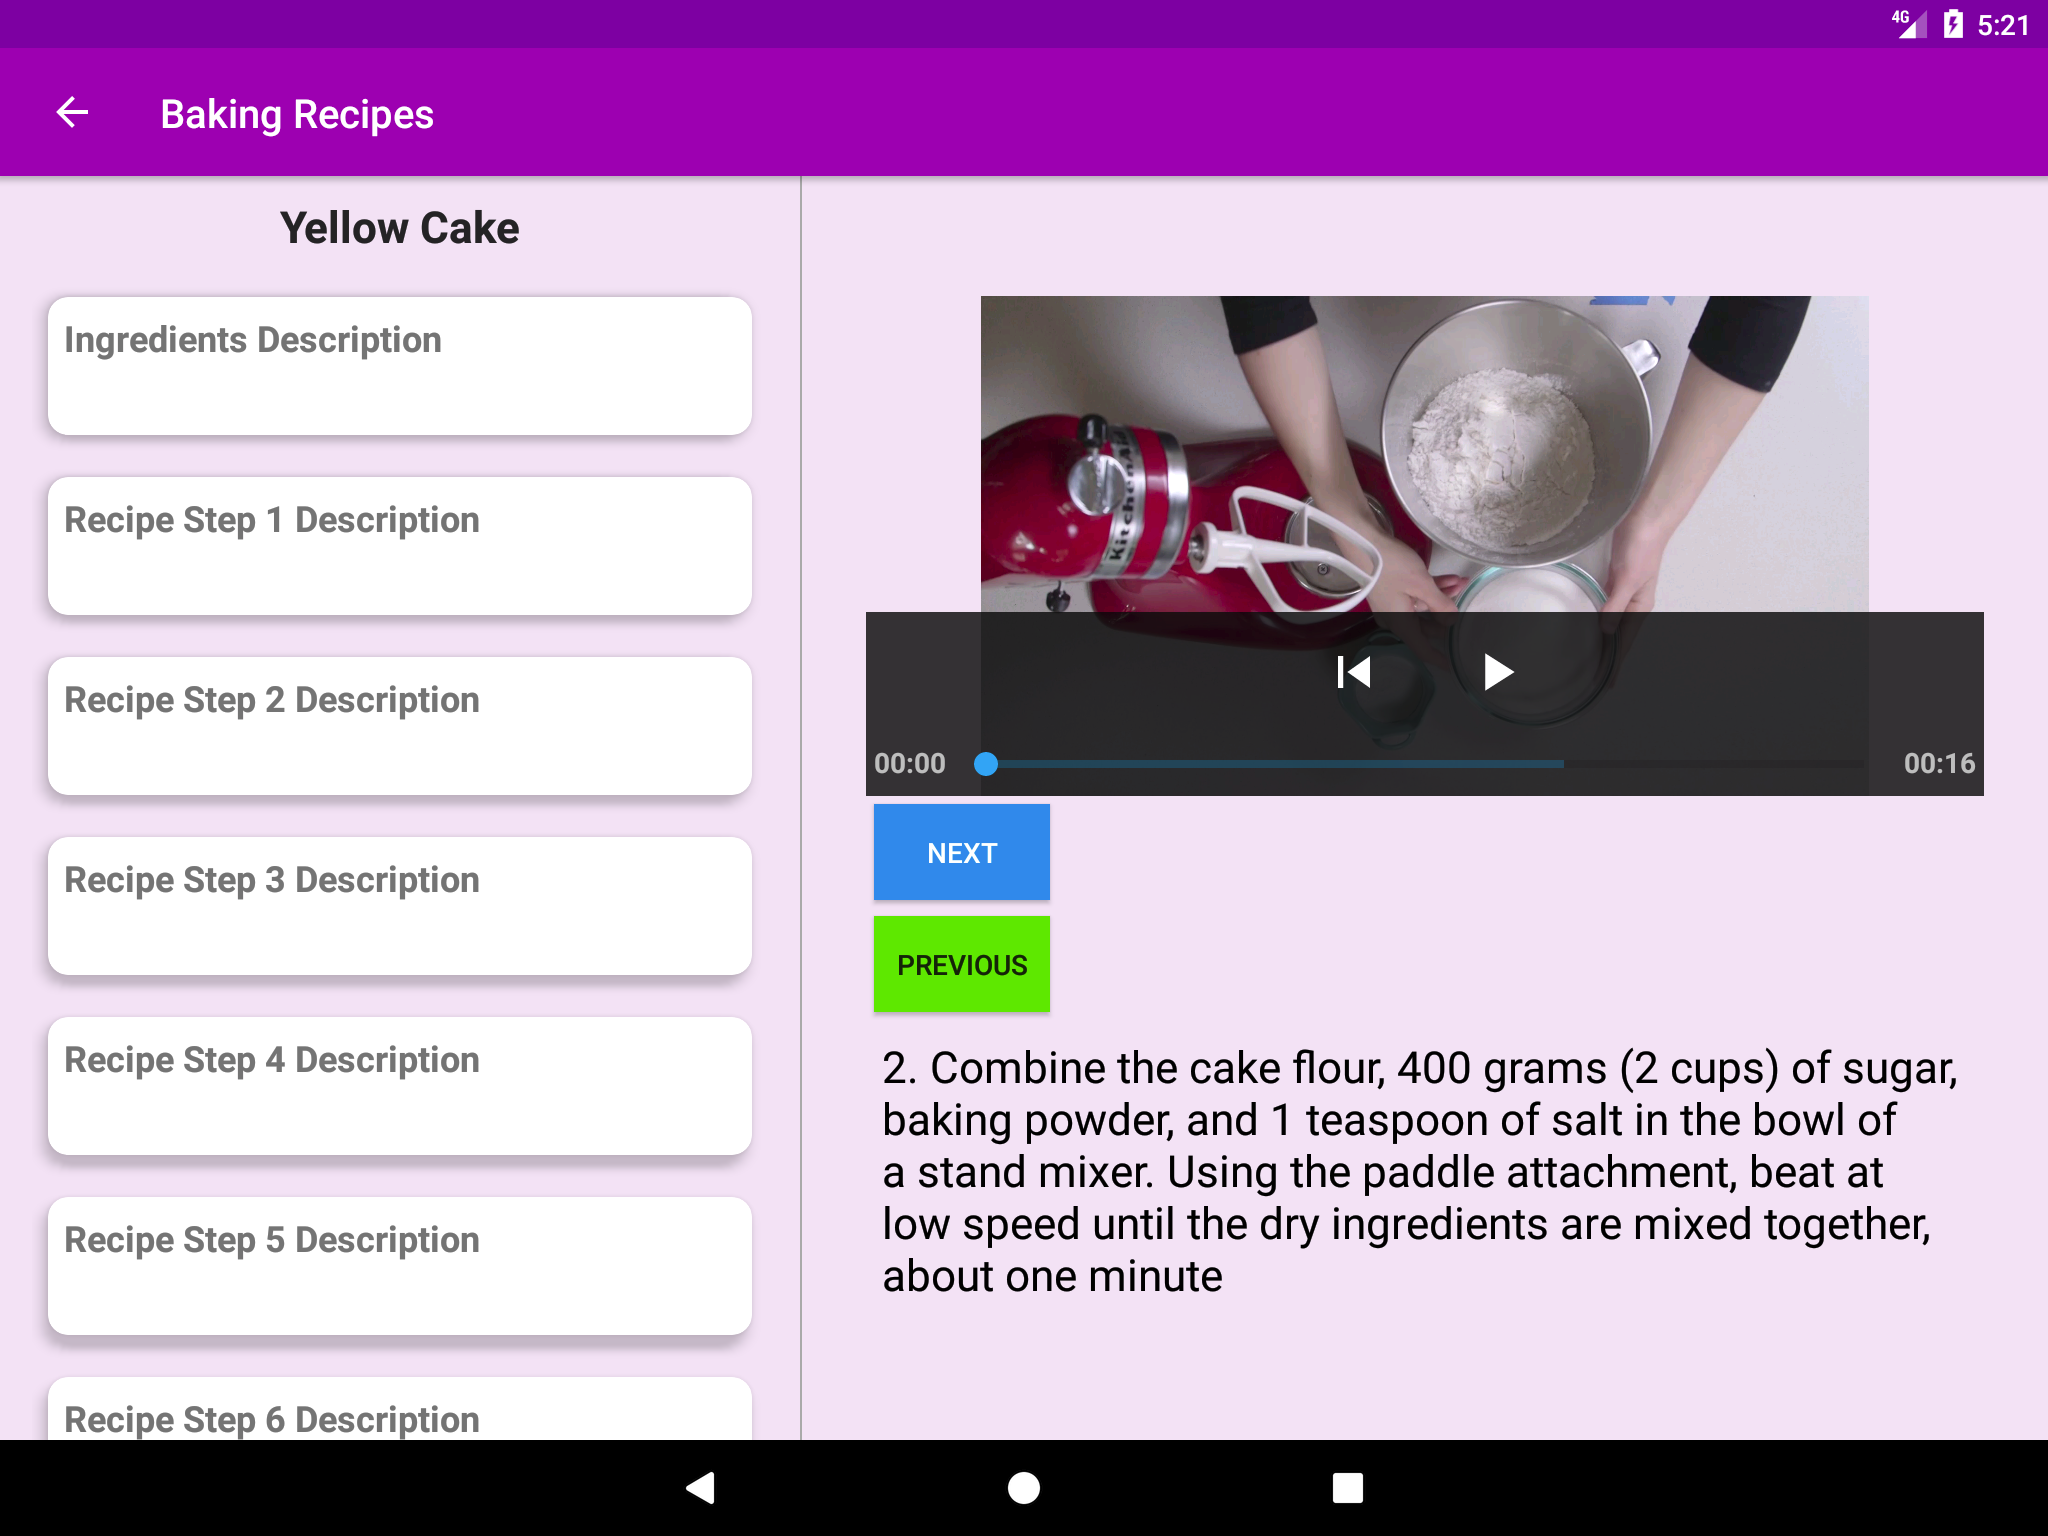 4G 5:21
Baking Recipes
Yellow Cake
Ingredients Description
Recipe Step 1 Description
Recipe Step 2 Description
Recipe Step 3 Description
Recipe Step 4 Description
Recipe Step 5 Description
Recipe Step 6 Description
KitchenAid
00:00 00:16
NEXT
PREVIOUS
2. Combine the cake flour, 400 grams (2 cups) of sugar,
baking powder, and 1 teaspoon of salt in the bowl of
a stand mixer. Using the paddle attachment, beat at
low speed until the dry ingredients are mixed together,
about one minute